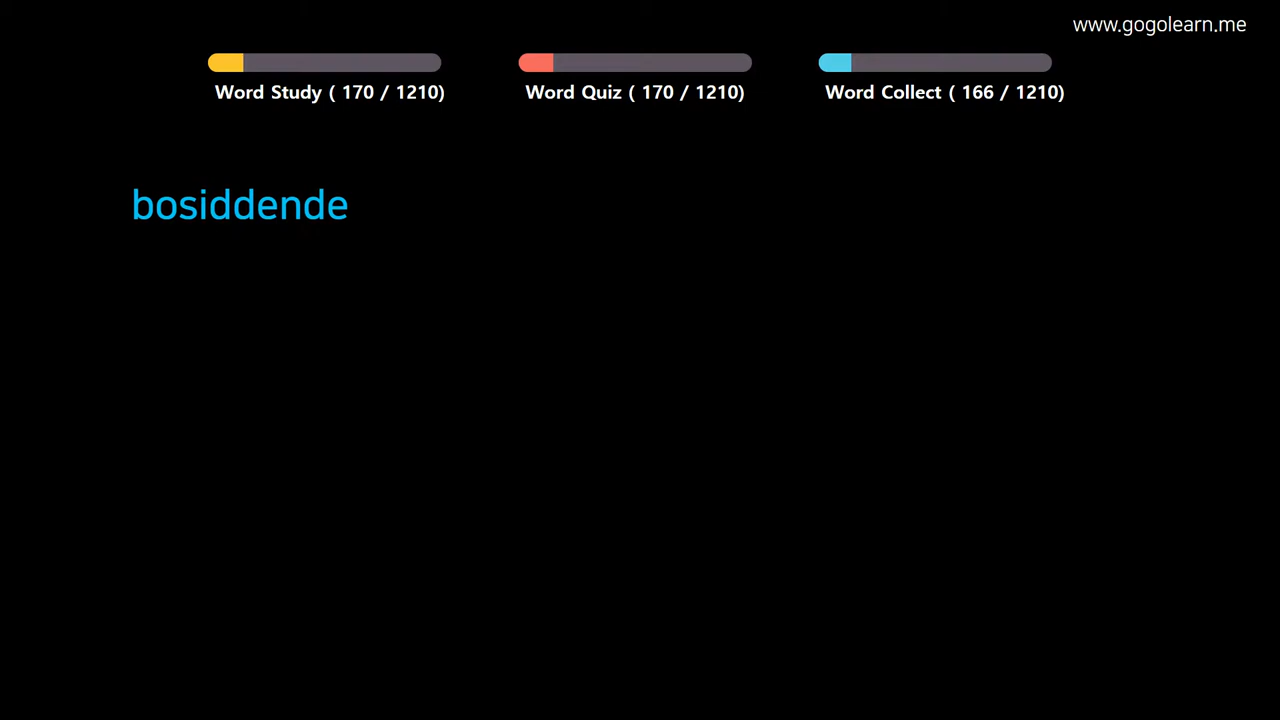 www.gogolearn.me
Word Study ( 170 / 1210)
Word Quiz ( 170 / 1210)
Word Collect ( 166 / 1210)
bosiddende